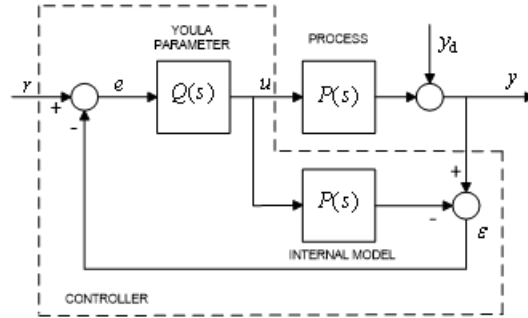 YOULA
PARAMETER
PROCESS
y_d
r
+
-
e
Q(s)
u
P(s)
y
+
P(s)
-
ε
INTERNAL MODEL
CONTROLLER